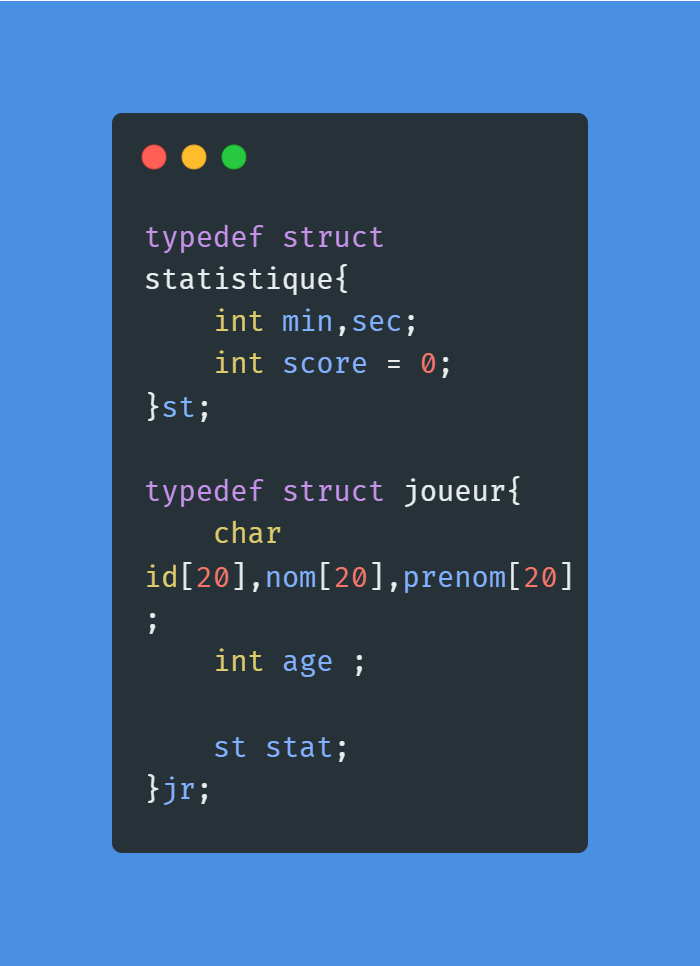 typedef struct
statistique{
    int min,sec;
    int score = 0;
}st;

typedef struct joueur{
    char
id[20],nom[20],prenom[20]
;
    int age ;

    st stat;
}jr;